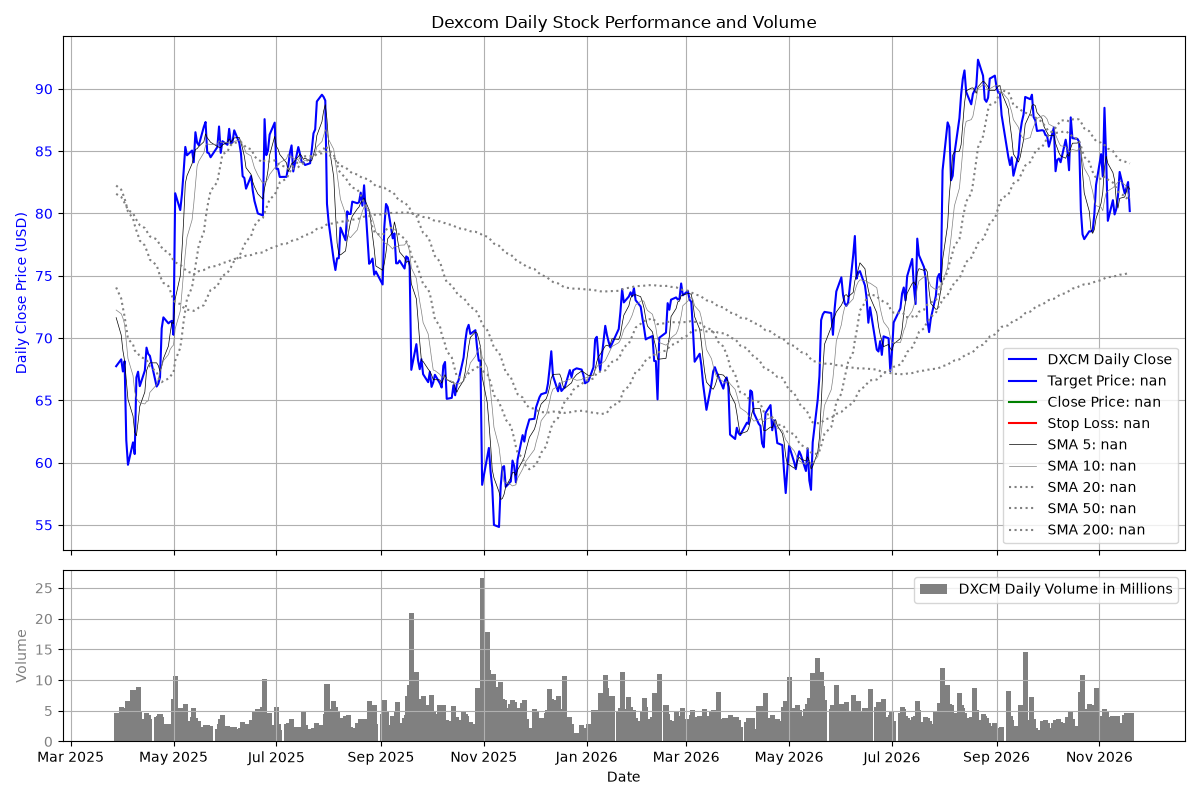 Dexcom Daily Stock Performance and Volume
Daily Close Price (USD)
90
85
80
75
70
65
60
55
DXCM Daily Close
Target Price: nan
Close Price: nan
Stop Loss: nan
SMA 5: nan
SMA 10: nan
SMA 20: nan
SMA 50: nan
SMA 200: nan
Volume
25
20
15
10
5
0
DXCM Daily Volume in Millions
Mar 2025 May 2025 Jul 2025 Sep 2025 Nov 2025 Jan 2026 Mar 2026 May 2026 Jul 2026 Sep 2026 Nov 2026
Date